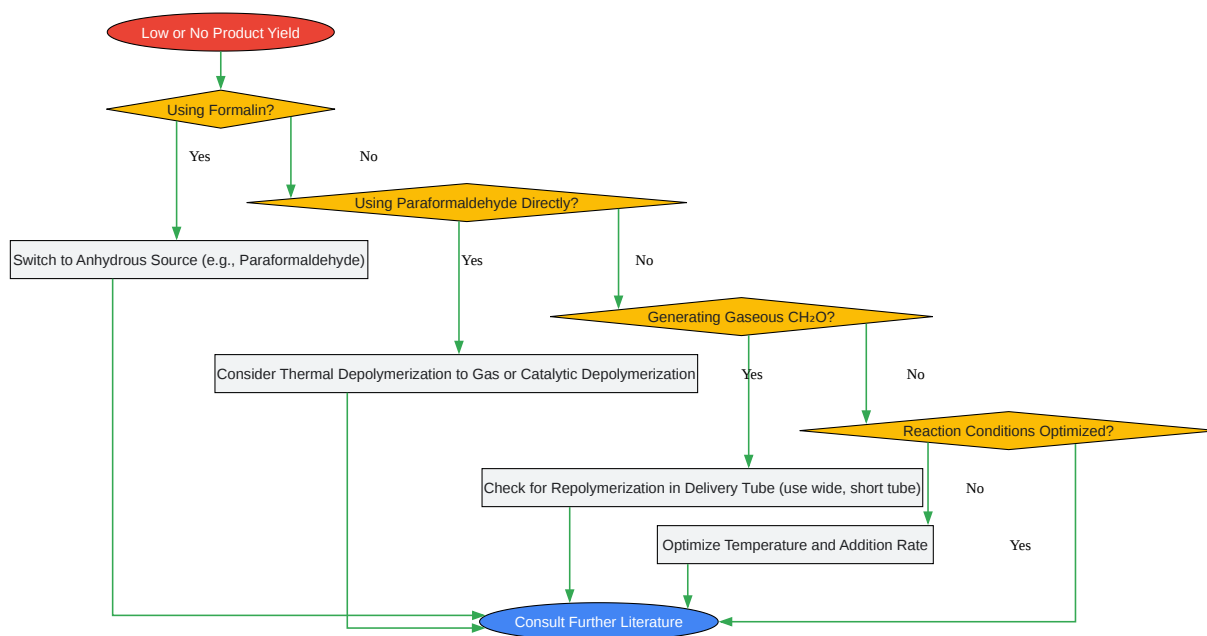 Low or No Product Yield
Using Formalin?
Yes
No
Using Paraformaldehyde Directly?
Switch to Anhydrous Source (e.g., Paraformaldehyde)
Yes
No
Generating Gaseous CH₂O?
Consider Thermal Depolymerization to Gas or Catalytic Depolymerization
Yes
No
Reaction Conditions Optimized?
Check for Repolymerization in Delivery Tube (use wide, short tube)
No
Optimize Temperature and Addition Rate
Yes
Consult Further Literature